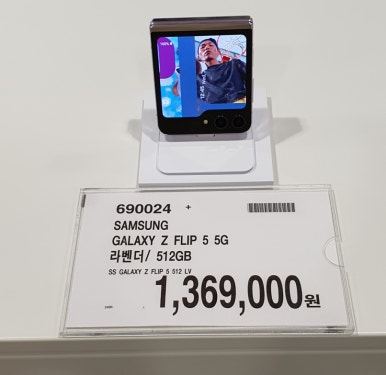 690024 +
SAMSUNG
GALAXY Z FLIP 5 5G
라벤더/ 512GB
SS GALAXY Z FLIP 5 512 LV
1,369,000원